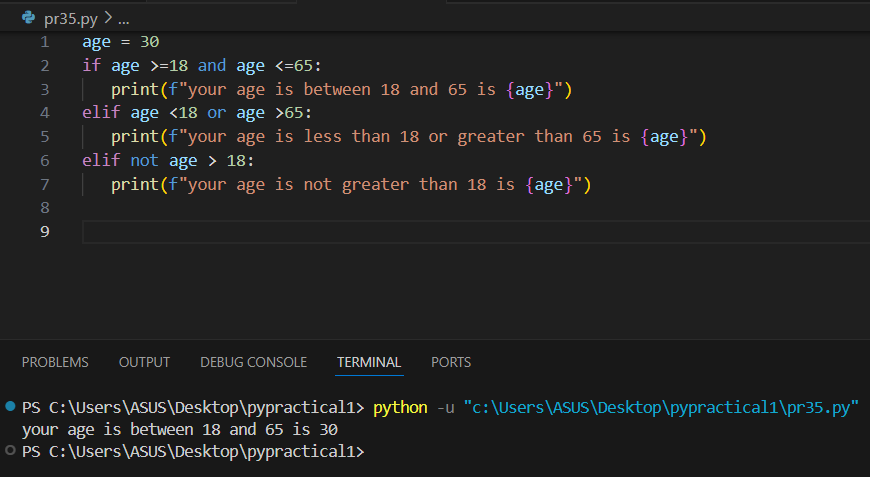 pr35.py > ...
1 age = 30
2 if age >=18 and age <=65:
3    print(f"your age is between 18 and 65 is {age}")
4 elif age <18 or age >65:
5    print(f"your age is less than 18 or greater than 65 is {age}")
6 elif not age > 18:
7    print(f"your age is not greater than 18 is {age}")
8
9
PROBLEMS OUTPUT DEBUG CONSOLE TERMINAL PORTS
PS C:\Users\ASUS\Desktop\pypractical1> python -u "c:\Users\ASUS\Desktop\pypractical1\pr35.py"
your age is between 18 and 65 is 30
PS C:\Users\ASUS\Desktop\pypractical1>